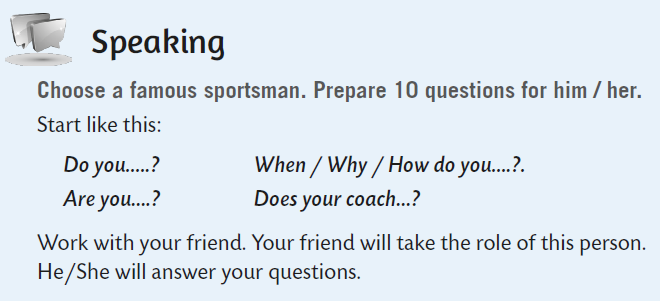 Speaking
Choose a famous sportsman. Prepare 10 questions for him / her.
Start like this:
Do you.....? When / Why / How do you....?.
Are you....? Does your coach...?
Work with your friend. Your friend will take the role of this person.
He/She will answer your questions.